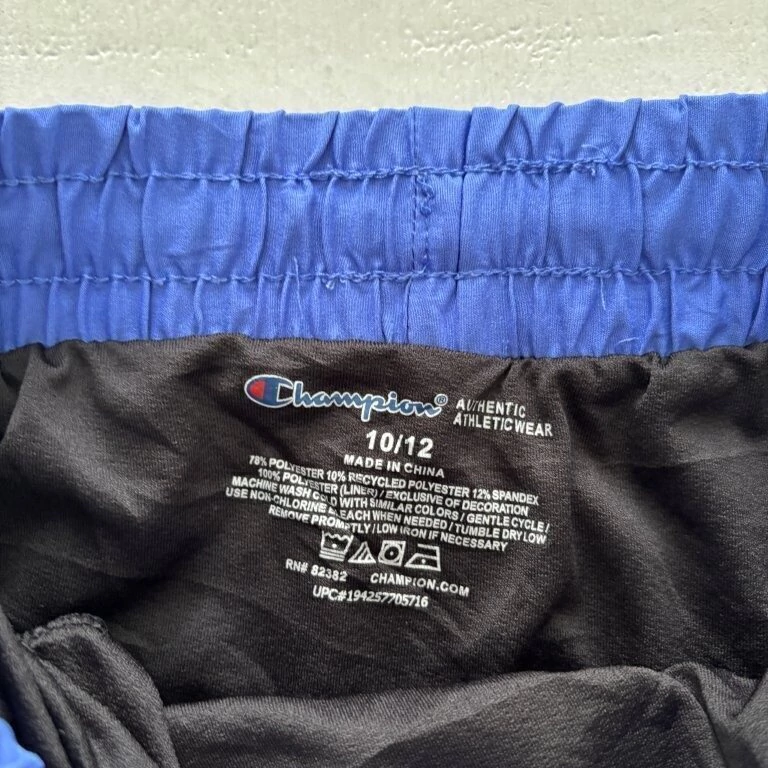 Champion® AUTHENTIC
ATHLETICWEAR
10/12
MADE IN CHINA
78% POLYESTER 10% RECYCLED POLYESTER 12% SPANDEX
100% POLYESTER (LINER) / EXCLUSIVE OF DECORATION
MACHINE WASH COLD WITH SIMILAR COLORS / GENTLE CYCLE /
USE NON-CHLORINE BLEACH WHEN NEEDED / TUMBLE DRY LOW
REMOVE PROMPTLY / LOW IRON IF NECESSARY
RN# 82382 CHAMPION.COM
UPC#194257705716